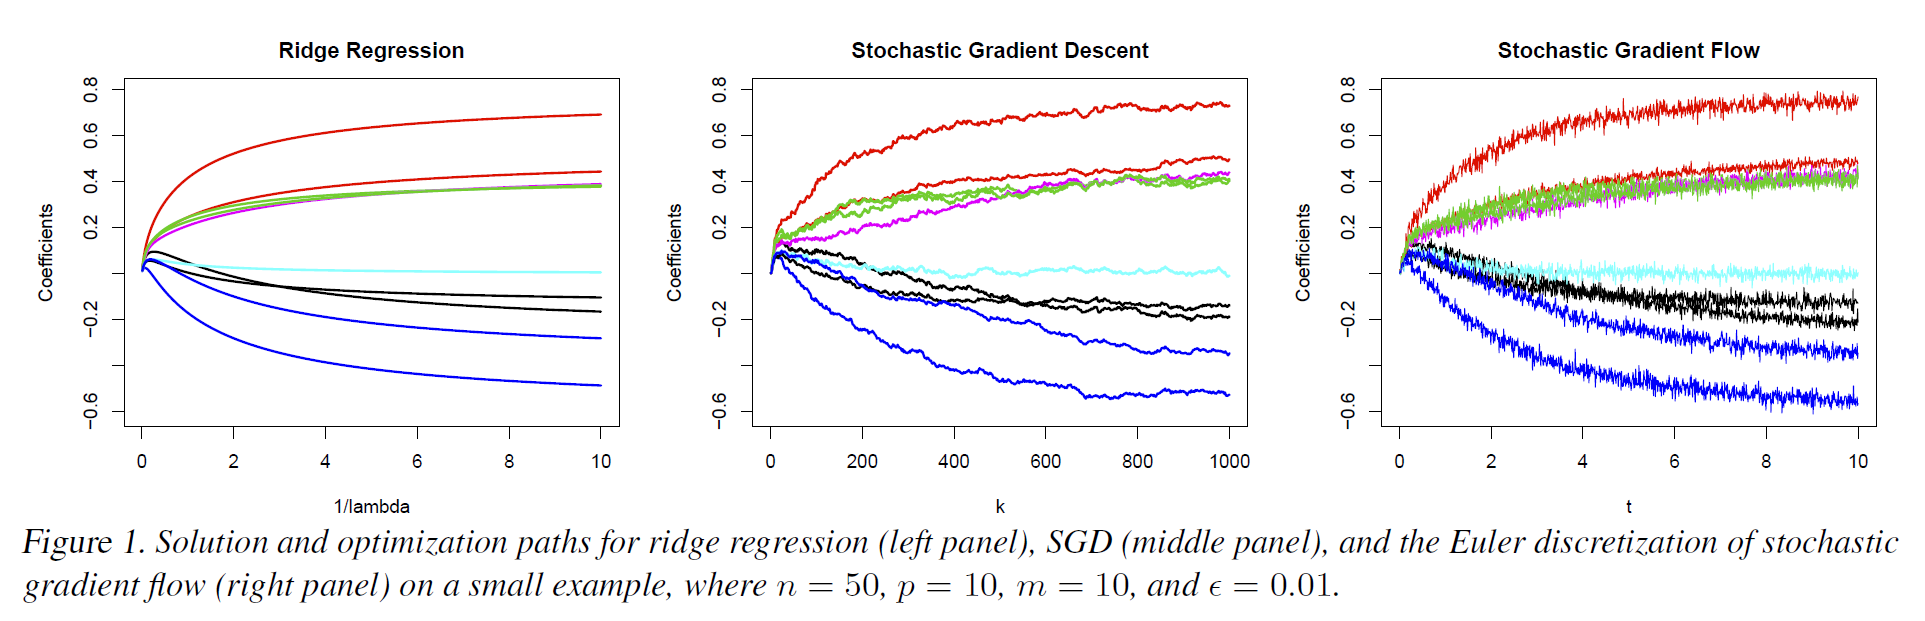 Ridge Regression
Coefficients
0.8
0.6
0.4
0.2
−0.2
−0.6
0 2 4 6 8 10
1/lambda
Stochastic Gradient Descent
Coefficients
0.8
0.6
0.4
0.2
−0.2
−0.6
0 200 400 600 800 1000
k
Stochastic Gradient Flow
Coefficients
0.8
0.6
0.4
0.2
−0.2
−0.6
0 2 4 6 8 10
t
Figure 1. Solution and optimization paths for ridge regression (left panel), SGD (middle panel), and the Euler discretization of stochastic
gradient flow (right panel) on a small example, where n = 50, p = 10, m = 10, and ϵ = 0.01.